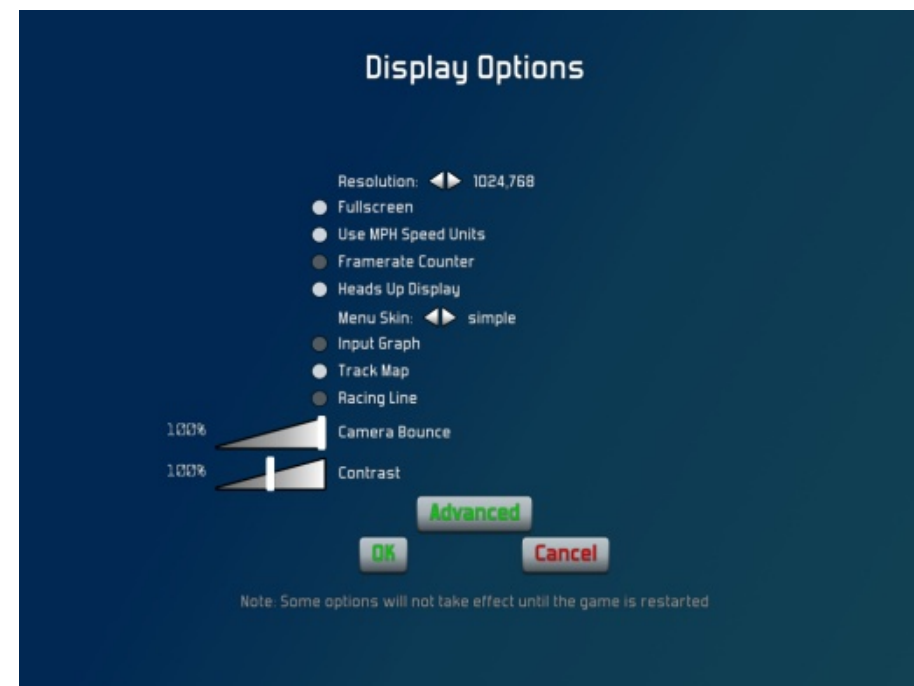 Display Options
Resolution: 1024,768
Fullscreen
Use MPH Speed Units
Framerate Counter
Heads Up Display
Menu Skin: simple
Input Graph
Track Map
Racing Line
100% Camera Bounce
100% Contrast
Advanced
OK Cancel
Note: Some options will not take effect until the game is restarted